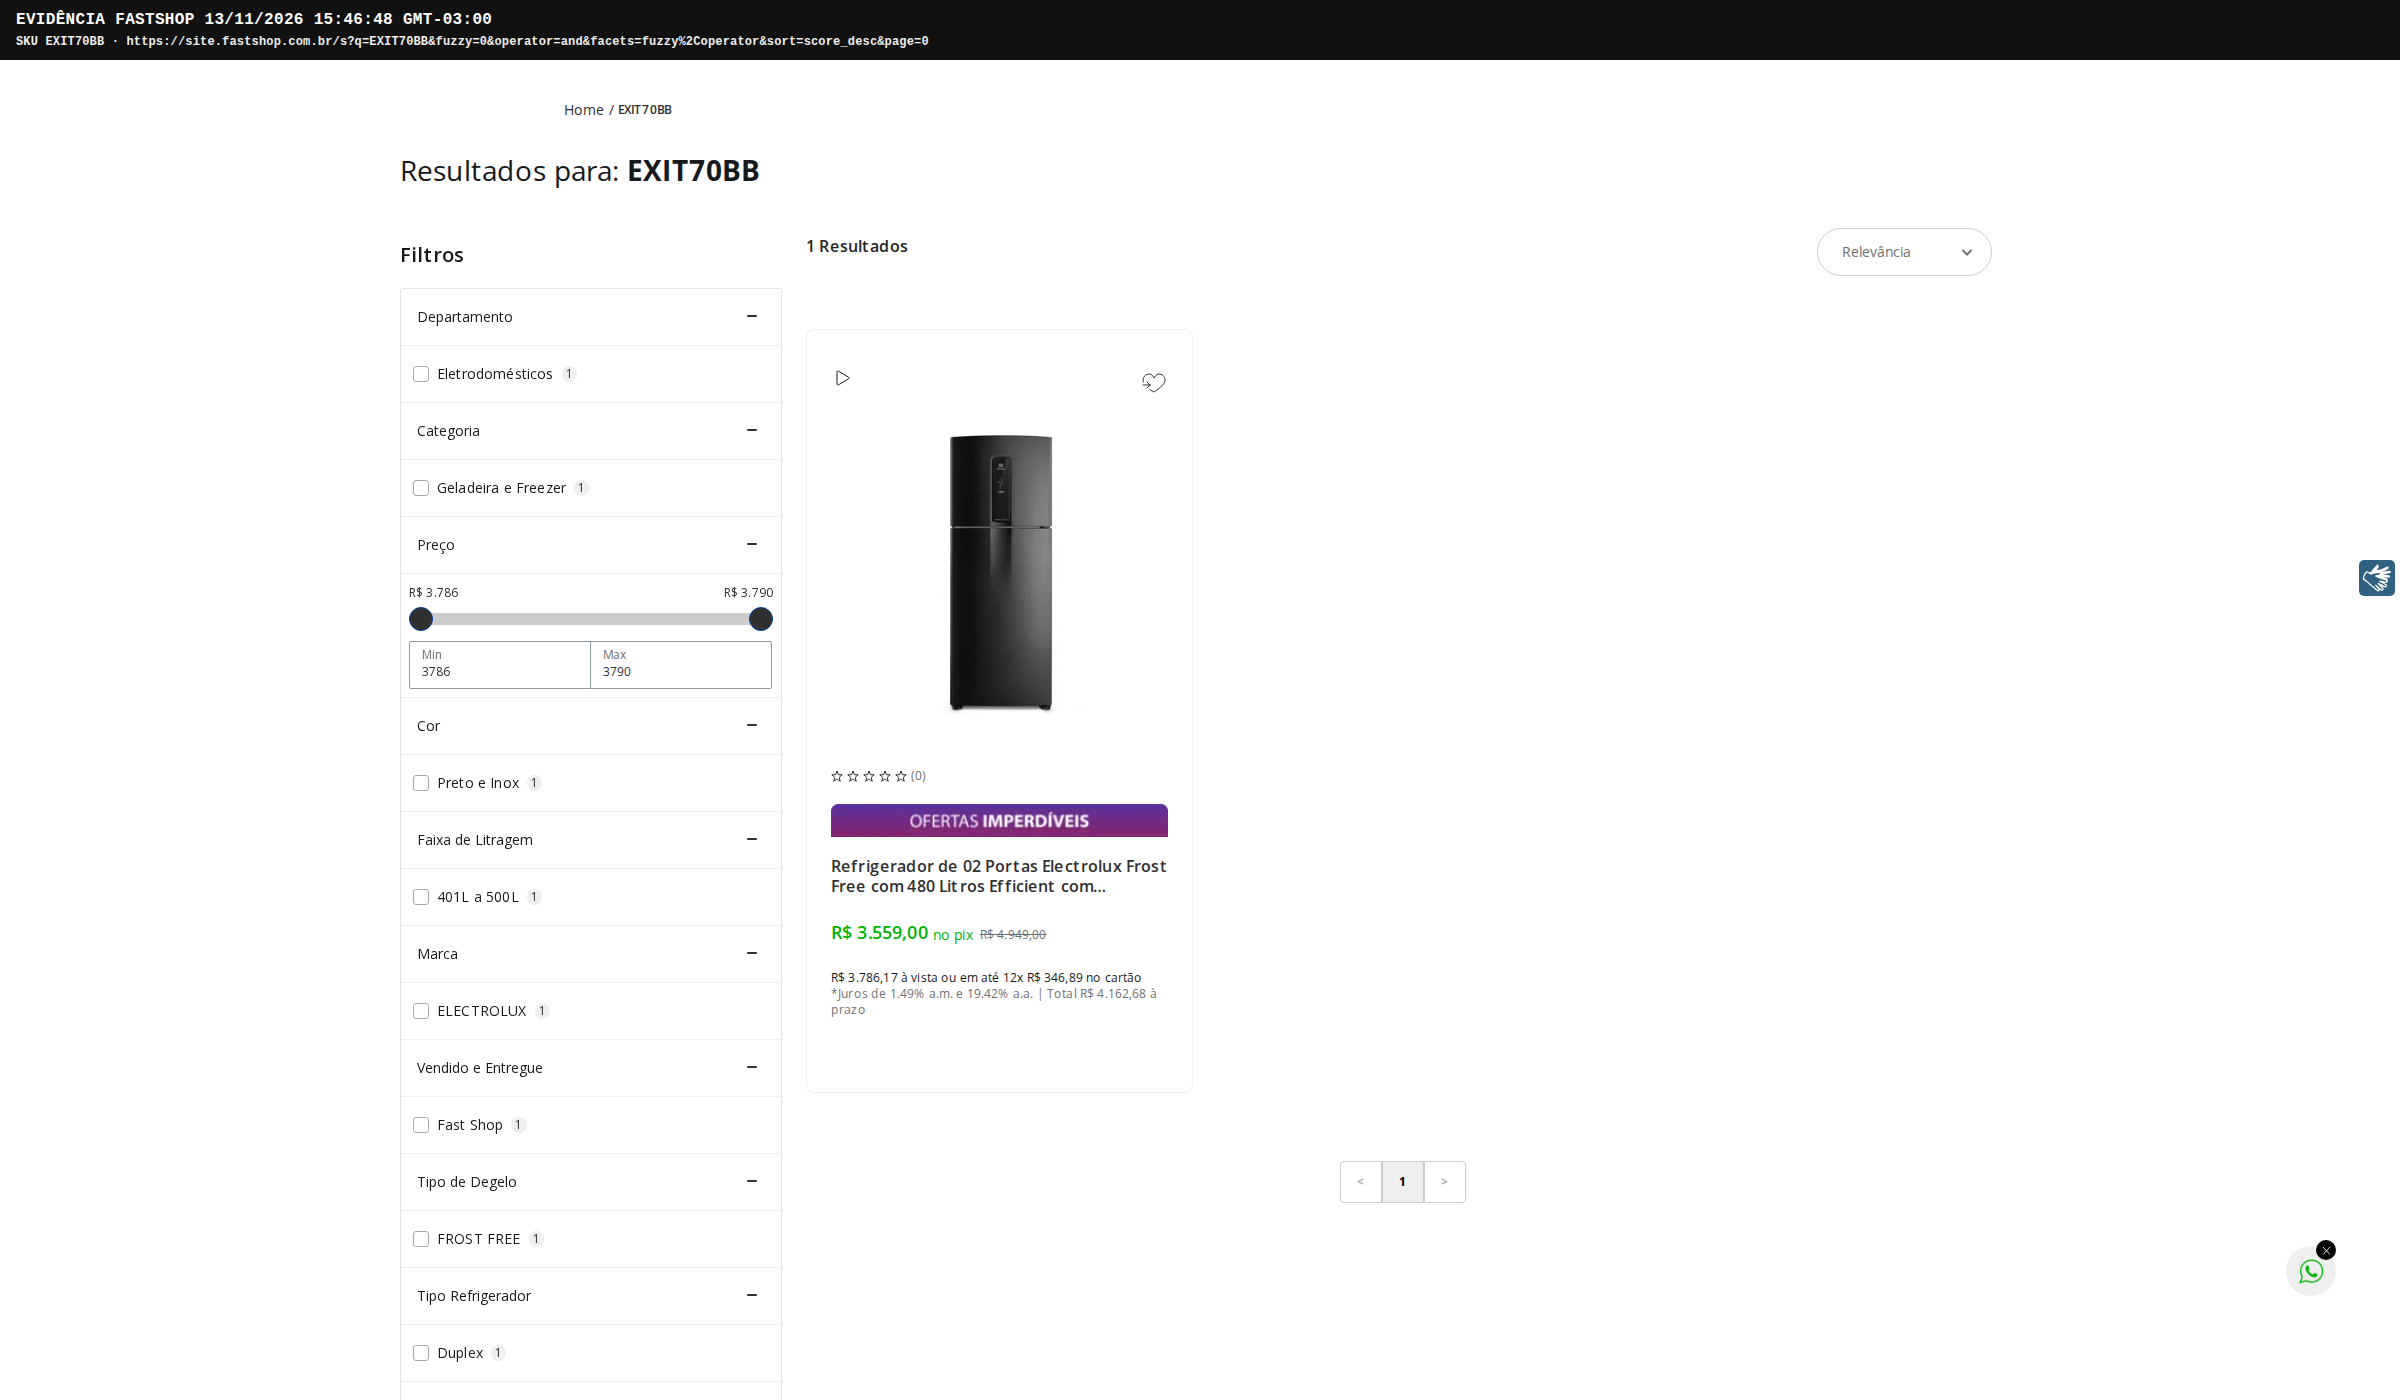 EVIDÊNCIA FASTSHOP 13/11/2026 15:46:48 GMT-03:00
SKU EXIT70BB · https://site.fastshop.com.br/s?q=EXIT70BB&fuzzy=0&operator=and&facets=fuzzy%2Coperator&sort=score_desc&page=0
Home / EXIT70BB
Resultados para: EXIT70BB
Filtros
Departamento
Eletrodomésticos 1
Categoria
Geladeira e Freezer 1
Preço
R$ 3.786 R$ 3.790
Min Max
3786 3790
Cor
Preto e Inox 1
Faixa de Litragem
401L a 500L 1
Marca
ELECTROLUX 1
Vendido e Entregue
Fast Shop 1
Tipo de Degelo
FROST FREE 1
Tipo Refrigerador
Duplex 1
1 Resultados
Relevância
(0)
OFERTAS IMPERDÍVEIS
Refrigerador de 02 Portas Electrolux Frost
Free com 480 Litros Efficient com...
R$ 3.559,00 no pix R$ 4.949,00
R$ 3.786,17 à vista ou em até 12x R$ 346,89 no cartão
*Juros de 1.49% a.m. e 19.42% a.a. | Total R$ 4.162,68 à
prazo
< 1 >